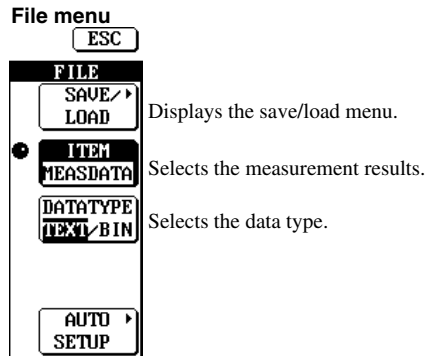 File menu
ESC
FILE
SAVE/
LOAD
Displays the save/load menu.
ITEM
MEASDATA
Selects the measurement results.
DATATYPE
TEXT/BIN
Selects the data type.
AUTO
SETUP